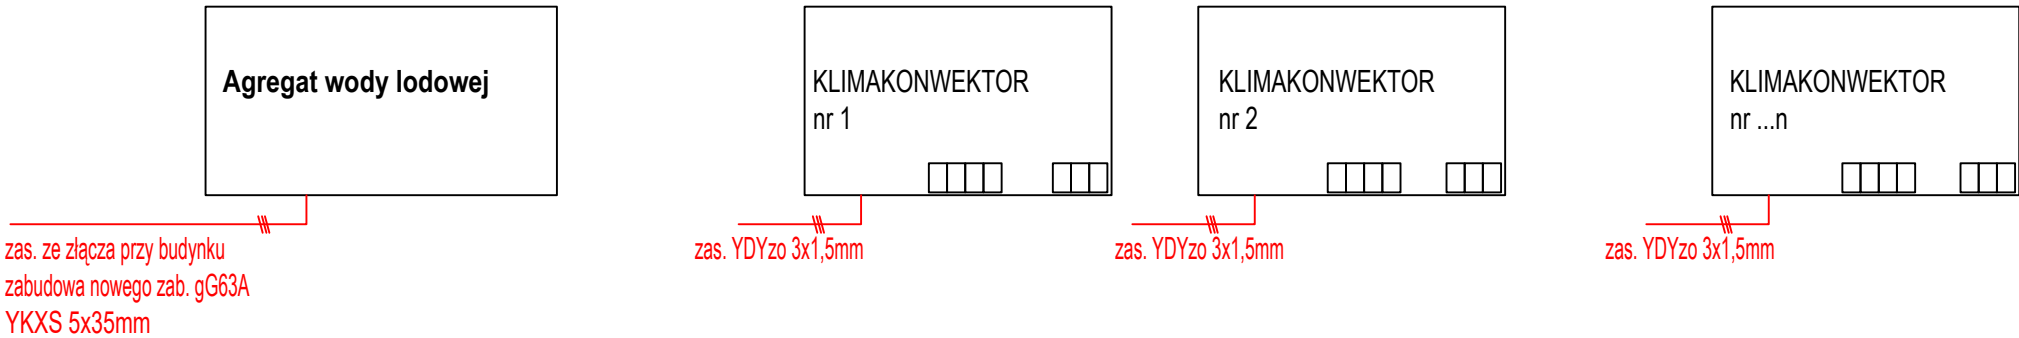 Agregat wody lodowej
KLIMAKONWEKTOR
nr 1
KLIMAKONWEKTOR
nr 2
KLIMAKONWEKTOR
nr ...n
zas. ze złącza przy budynku
zabudowa nowego zab. gG63A
YKXS 5x35mm
zas. YDYzo 3x1,5mm
zas. YDYzo 3x1,5mm
zas. YDYzo 3x1,5mm